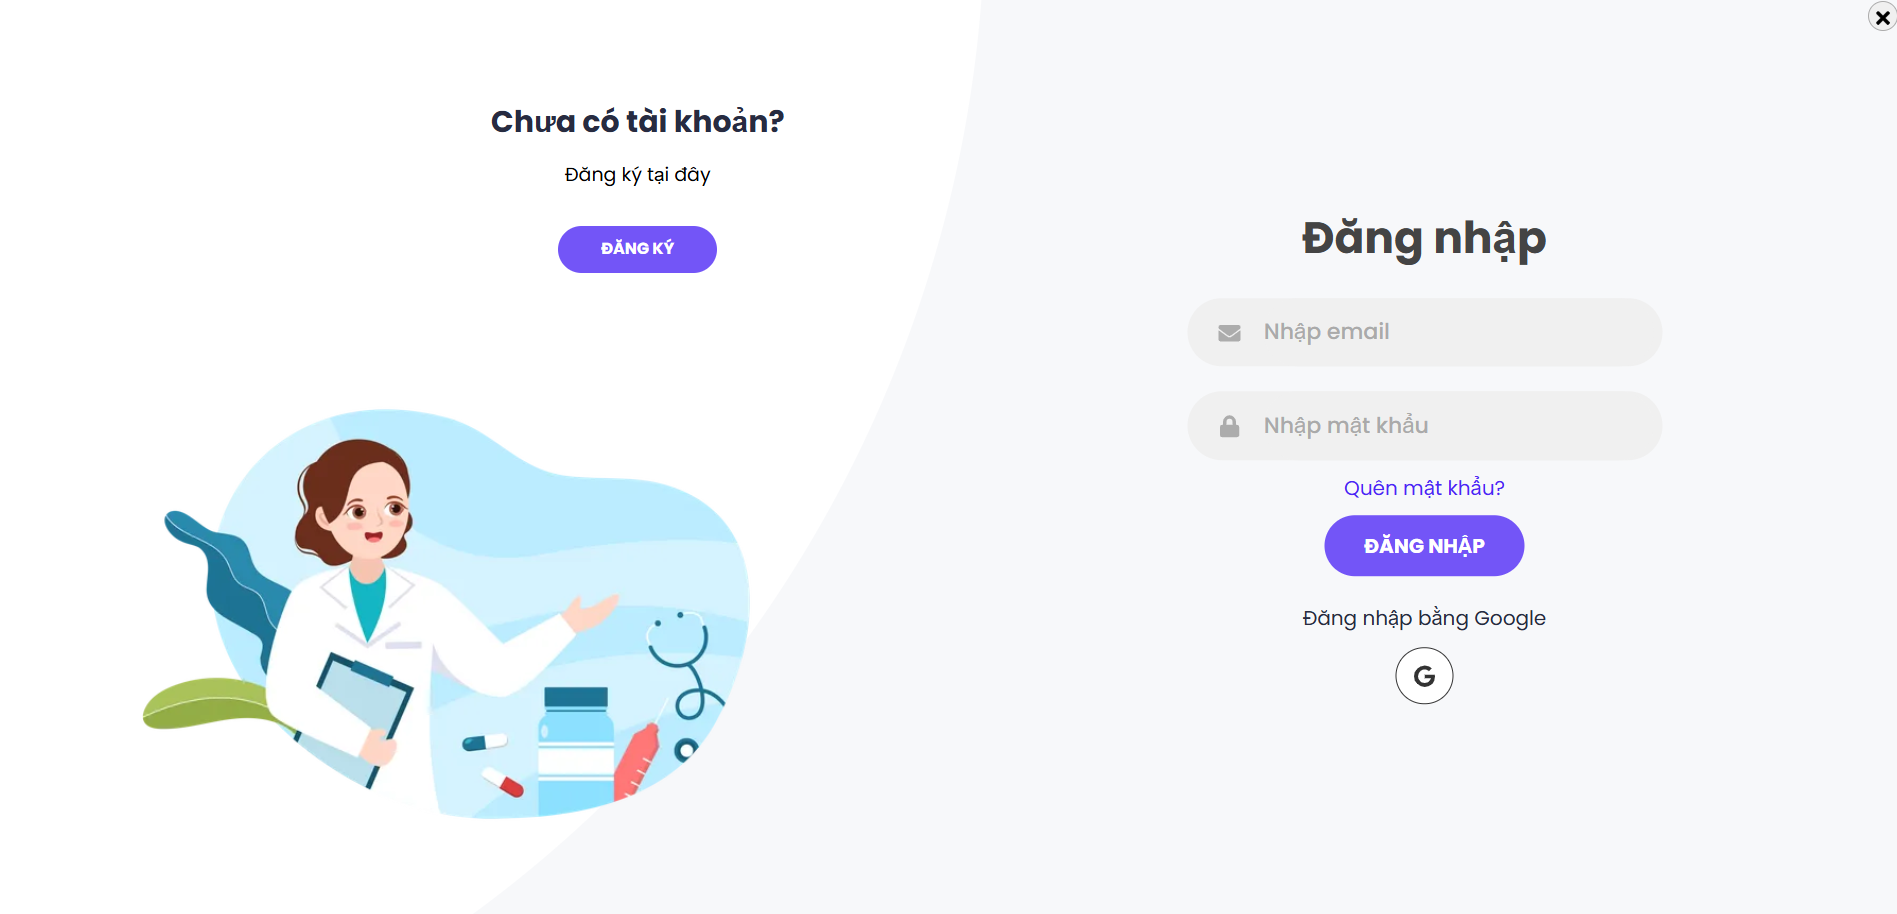 Chưa có tài khoản?
Đăng ký tại đây
ĐĂNG KÝ
Đăng nhập
Nhập email
Nhập mật khẩu
Quên mật khẩu?
ĐĂNG NHẬP
Đăng nhập bằng Google
G